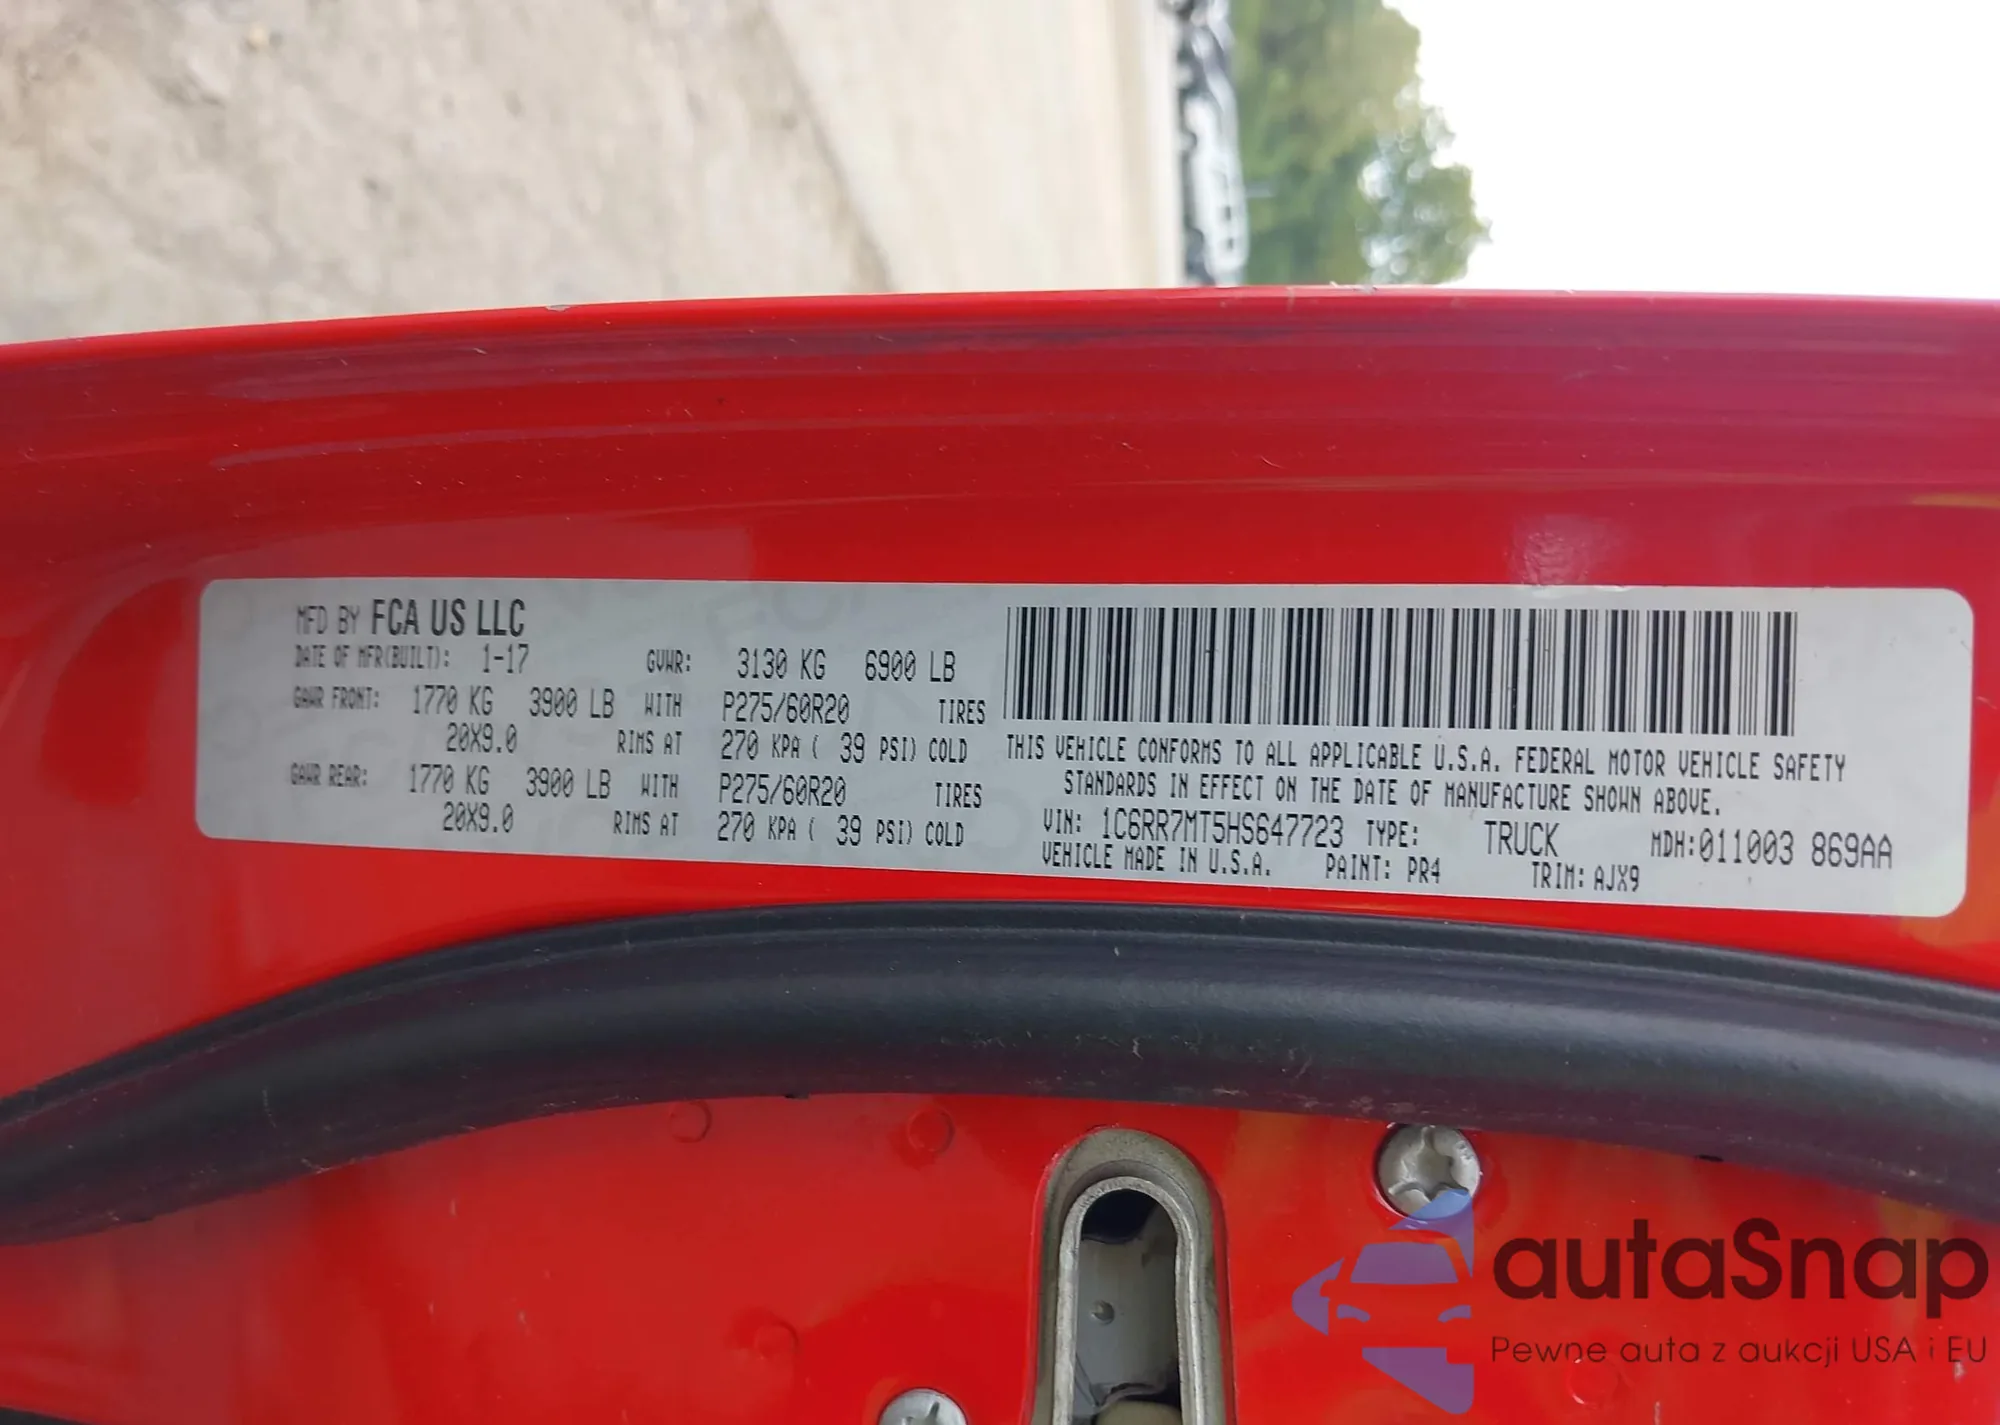 MFD BY FCA US LLC
DATE OF MFR(BUILT): 1-17 GVWR: 3130 KG 6900 LB
GAWR FRONT: 1770 KG 3900 LB WITH P275/60R20 TIRES
20X9.0 RIMS AT 270 KPA ( 39 PSI) COLD
GAWR REAR: 1770 KG 3900 LB WITH P275/60R20 TIRES
20X9.0 RIMS AT 270 KPA ( 39 PSI) COLD
THIS VEHICLE CONFORMS TO ALL APPLICABLE U.S.A. FEDERAL MOTOR VEHICLE SAFETY
STANDARDS IN EFFECT ON THE DATE OF MANUFACTURE SHOWN ABOVE.
VIN: 1C6RR7MT5HS647723 TYPE: TRUCK MDH:011003 869AA
VEHICLE MADE IN U.S.A. PAINT: PR4 TRIM: AJX9
autaSnap
Pewne auta z aukcji USA i EU